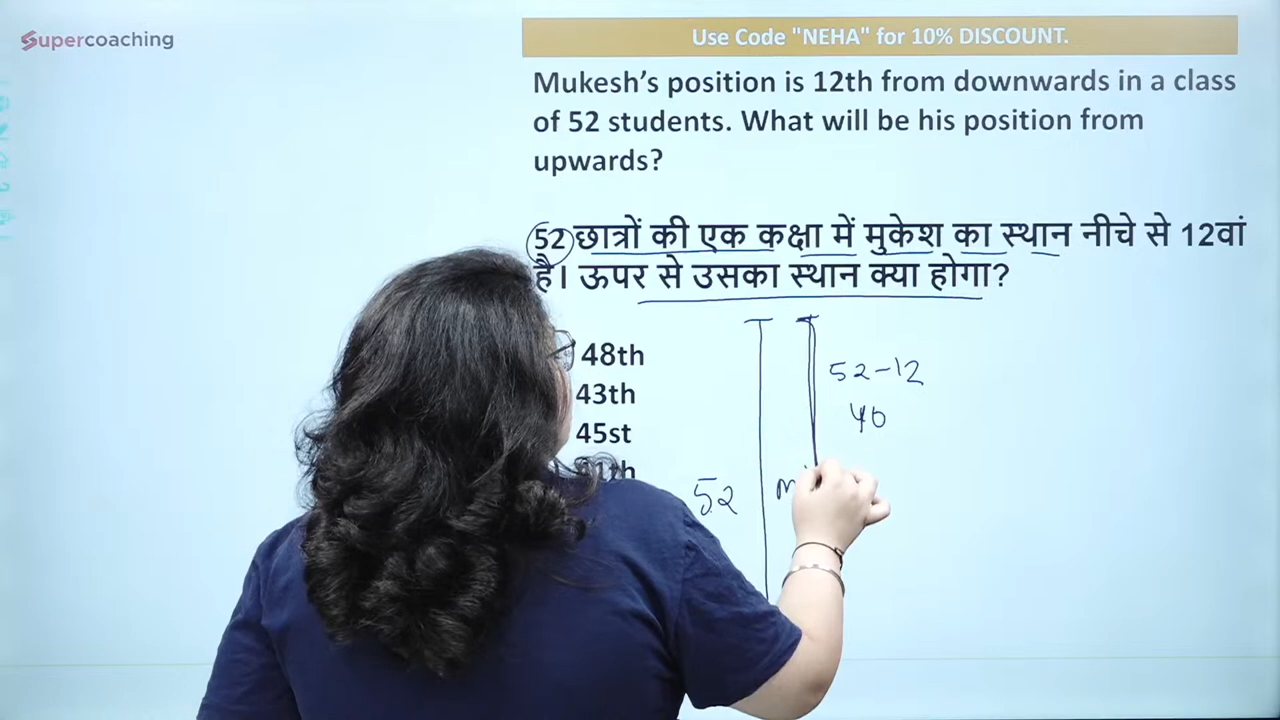 Supercoaching
Use Code "NEHA" for 10% DISCOUNT.
Mukesh's position is 12th from downwards in a class
of 52 students. What will be his position from
upwards?
52 छात्रों की एक कक्षा में मुकेश का स्थान नीचे से 12वां
है। ऊपर से उसका स्थान क्या होगा?
48th
43th
45st
52-12
40
52